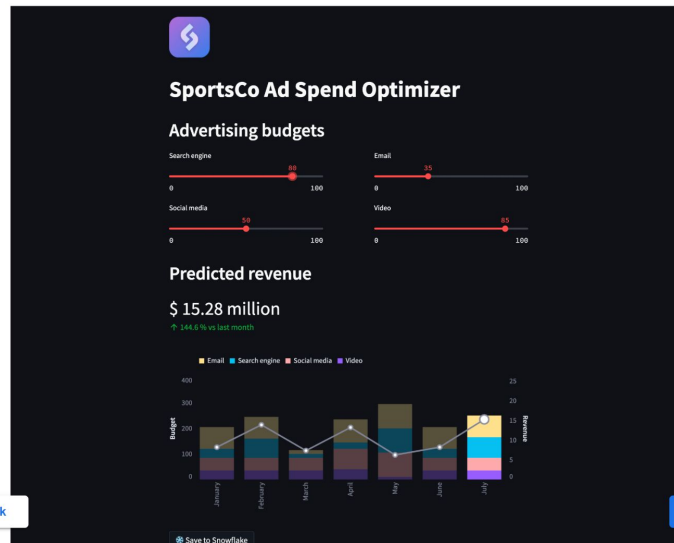 SportsCo Ad Spend Optimizer
Advertising budgets
Search engine
80
0 100
Email
35
0 100
Social media
50
0 100
Video
85
0 100
Predicted revenue
$ 15.28 million
↑ 144.6 % vs last month
Email Search engine Social media Video
400
300
200
100
0
Budget
25
20
15
10
5
0
Revenue
January February March April May June July
k
Save to Snowflake